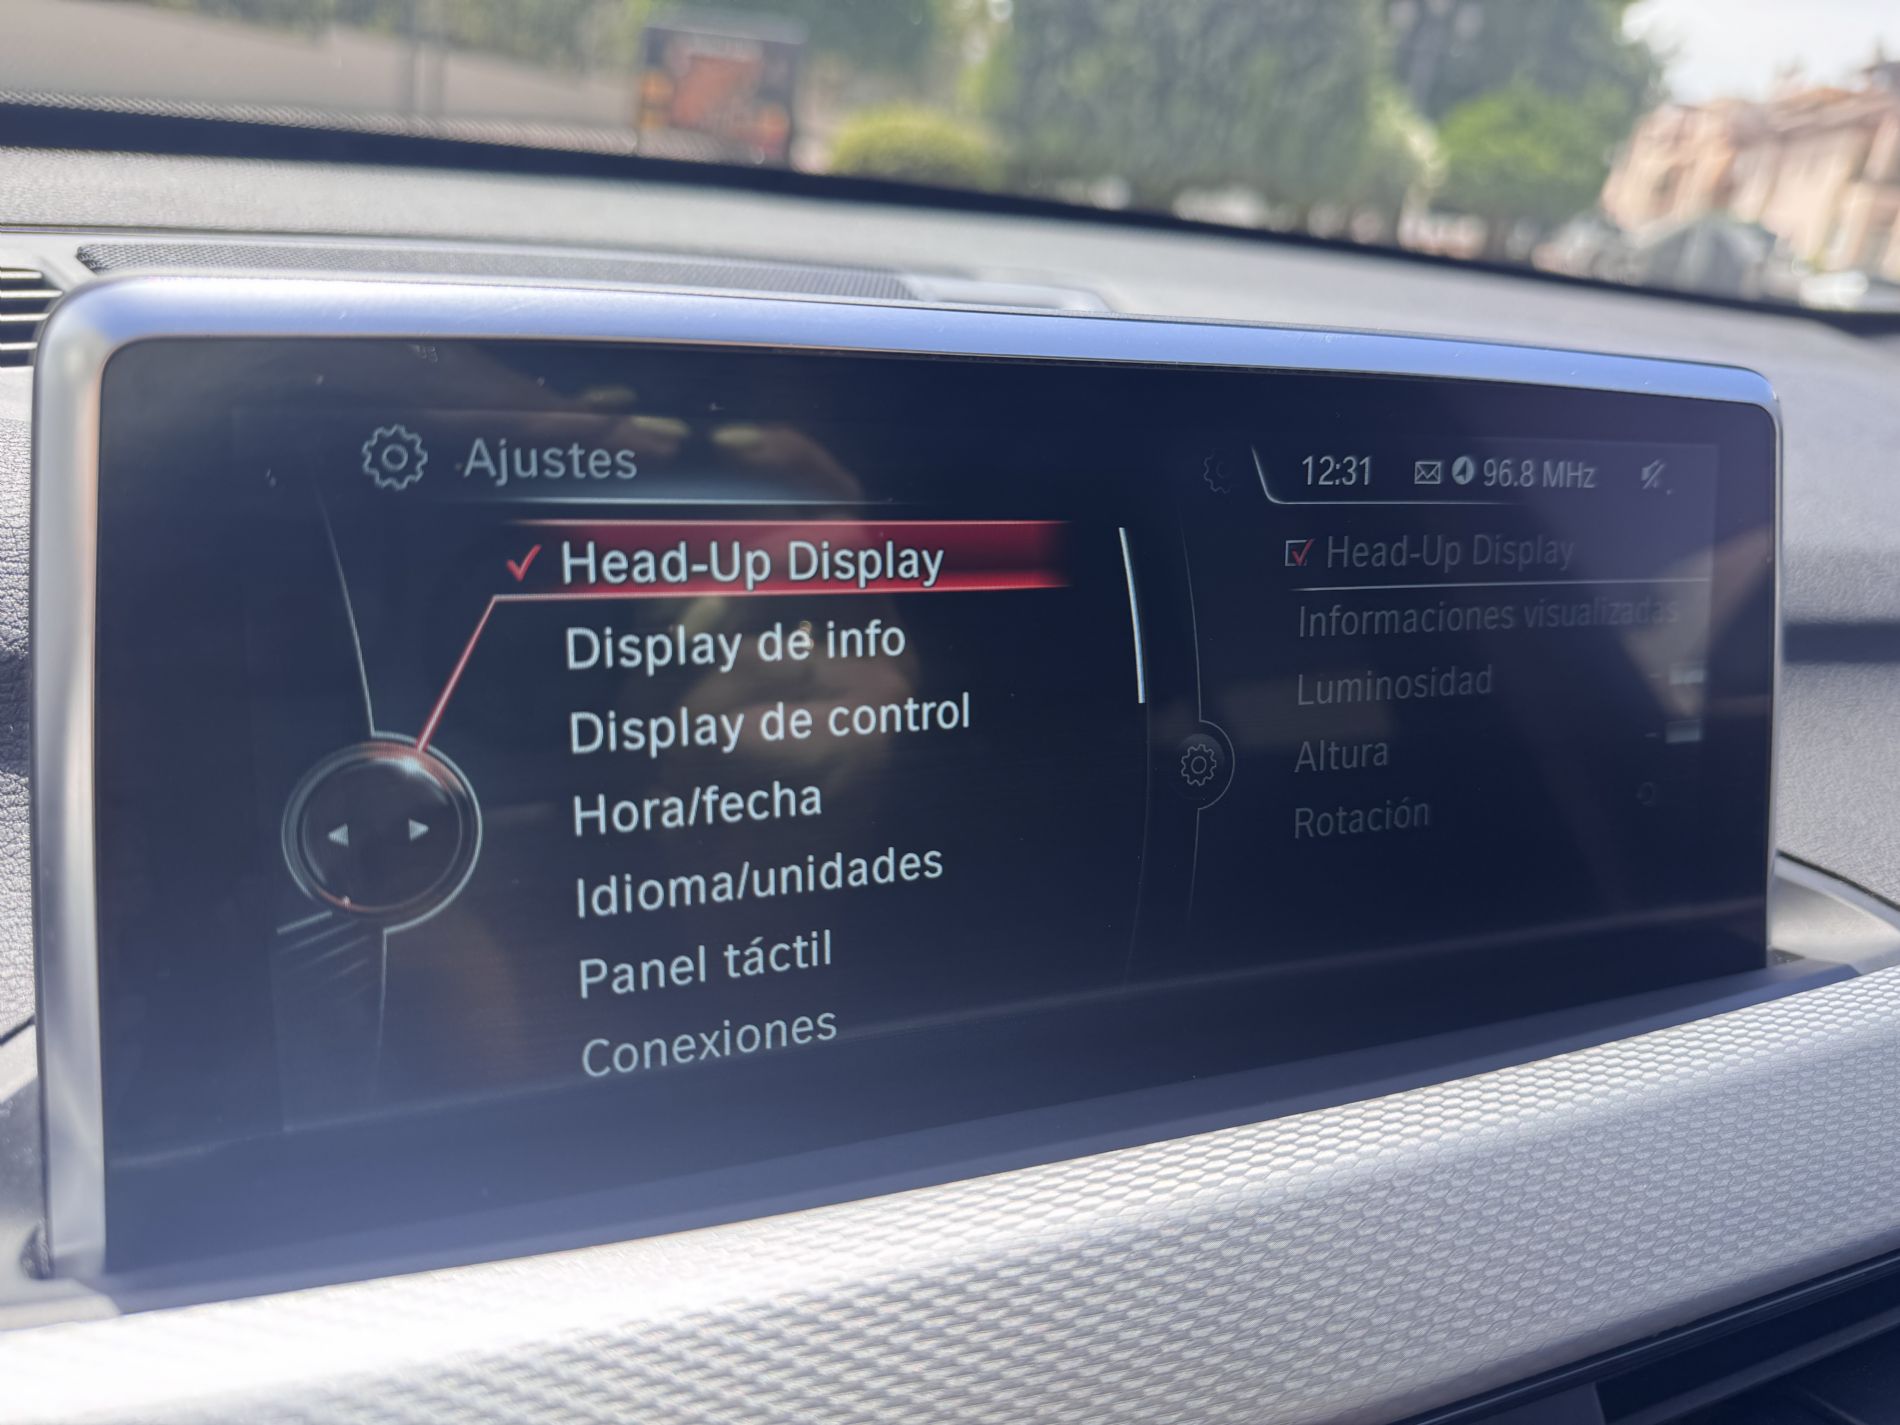 Ajustes
12:31 96.8 MHz
Head-Up Display
Display de info
Display de control
Hora/fecha
Idioma/unidades
Panel táctil
Conexiones
Head-Up Display
Informaciones visualizadas
Luminosidad
Altura
Rotación